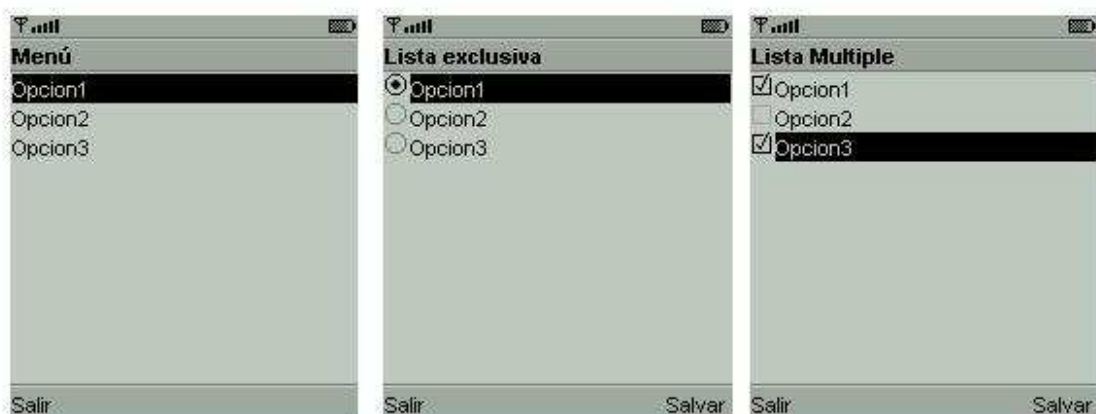 Menú
Opcion1
Opcion2
Opcion3
Salir
Lista exclusiva
Opcion1
Opcion2
Opcion3
Salir Salvar
Lista Multiple
Opcion1
Opcion2
Opcion3
Salir Salvar